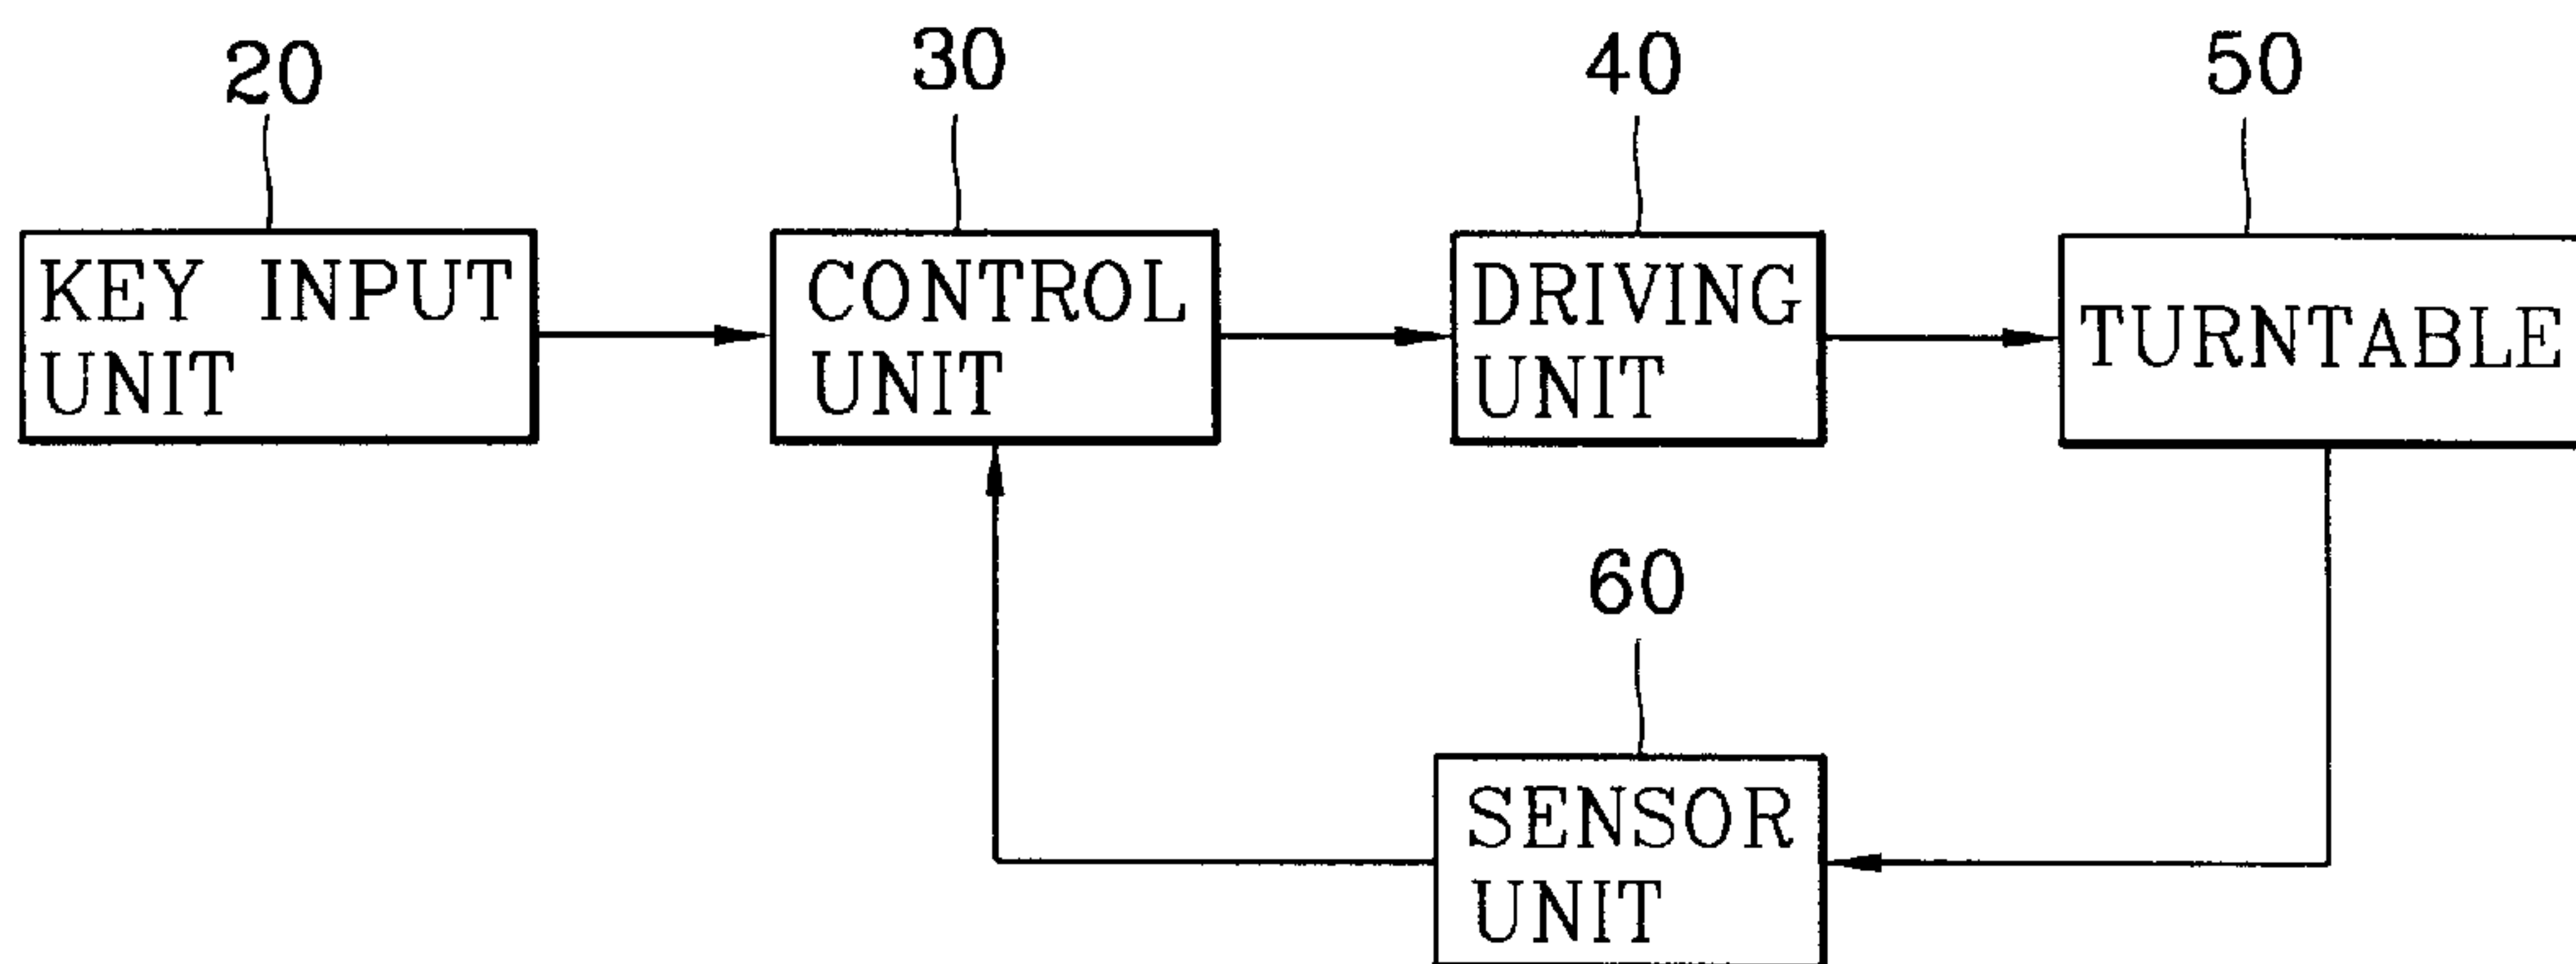 20
30
40
50
KEY INPUT
UNIT
CONTROL
UNIT
DRIVING
UNIT
TURNTABLE
60
SENSOR
UNIT